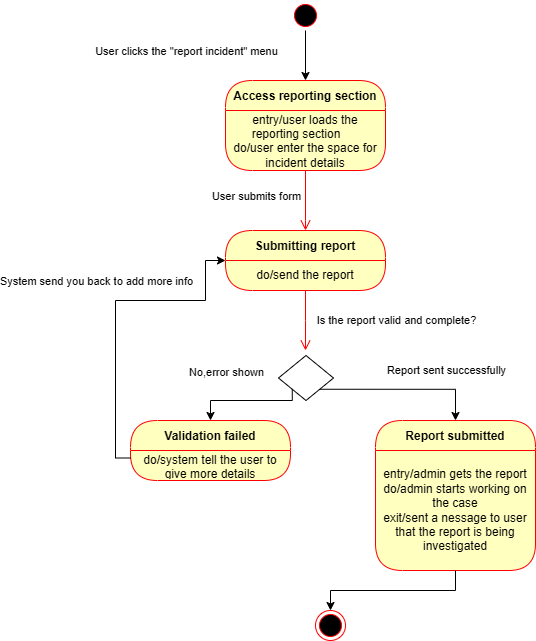 User clicks the "report incident" menu
Access reporting section
entry/user loads the
reporting section
do/user enter the space for
incident details
User submits form
Submitting report
do/send the report
System send you back to add more info
Is the report valid and complete?
No,error shown
Report sent successfully
Validation failed
do/system tell the user to
give more details
Report submitted
entry/admin gets the report
do/admin starts working on
the case
exit/sent a nessage to user
that the report is being
investigated